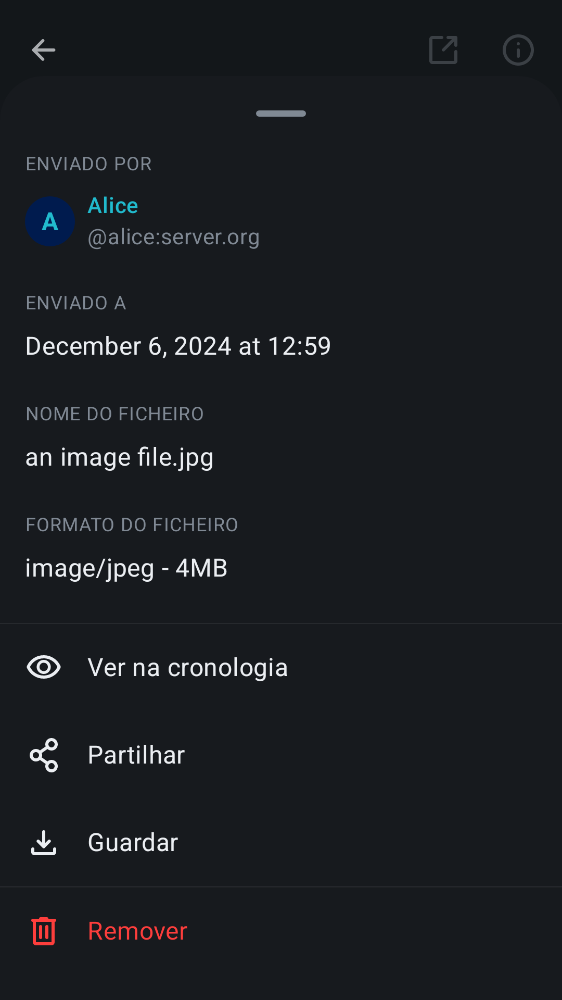 ENVIADO POR
A
Alice
@alice:server.org
ENVIADO A
December 6, 2024 at 12:59
NOME DO FICHEIRO
an image file.jpg
FORMATO DO FICHEIRO
image/jpeg - 4MB
Ver na cronologia
Partilhar
Guardar
Remover